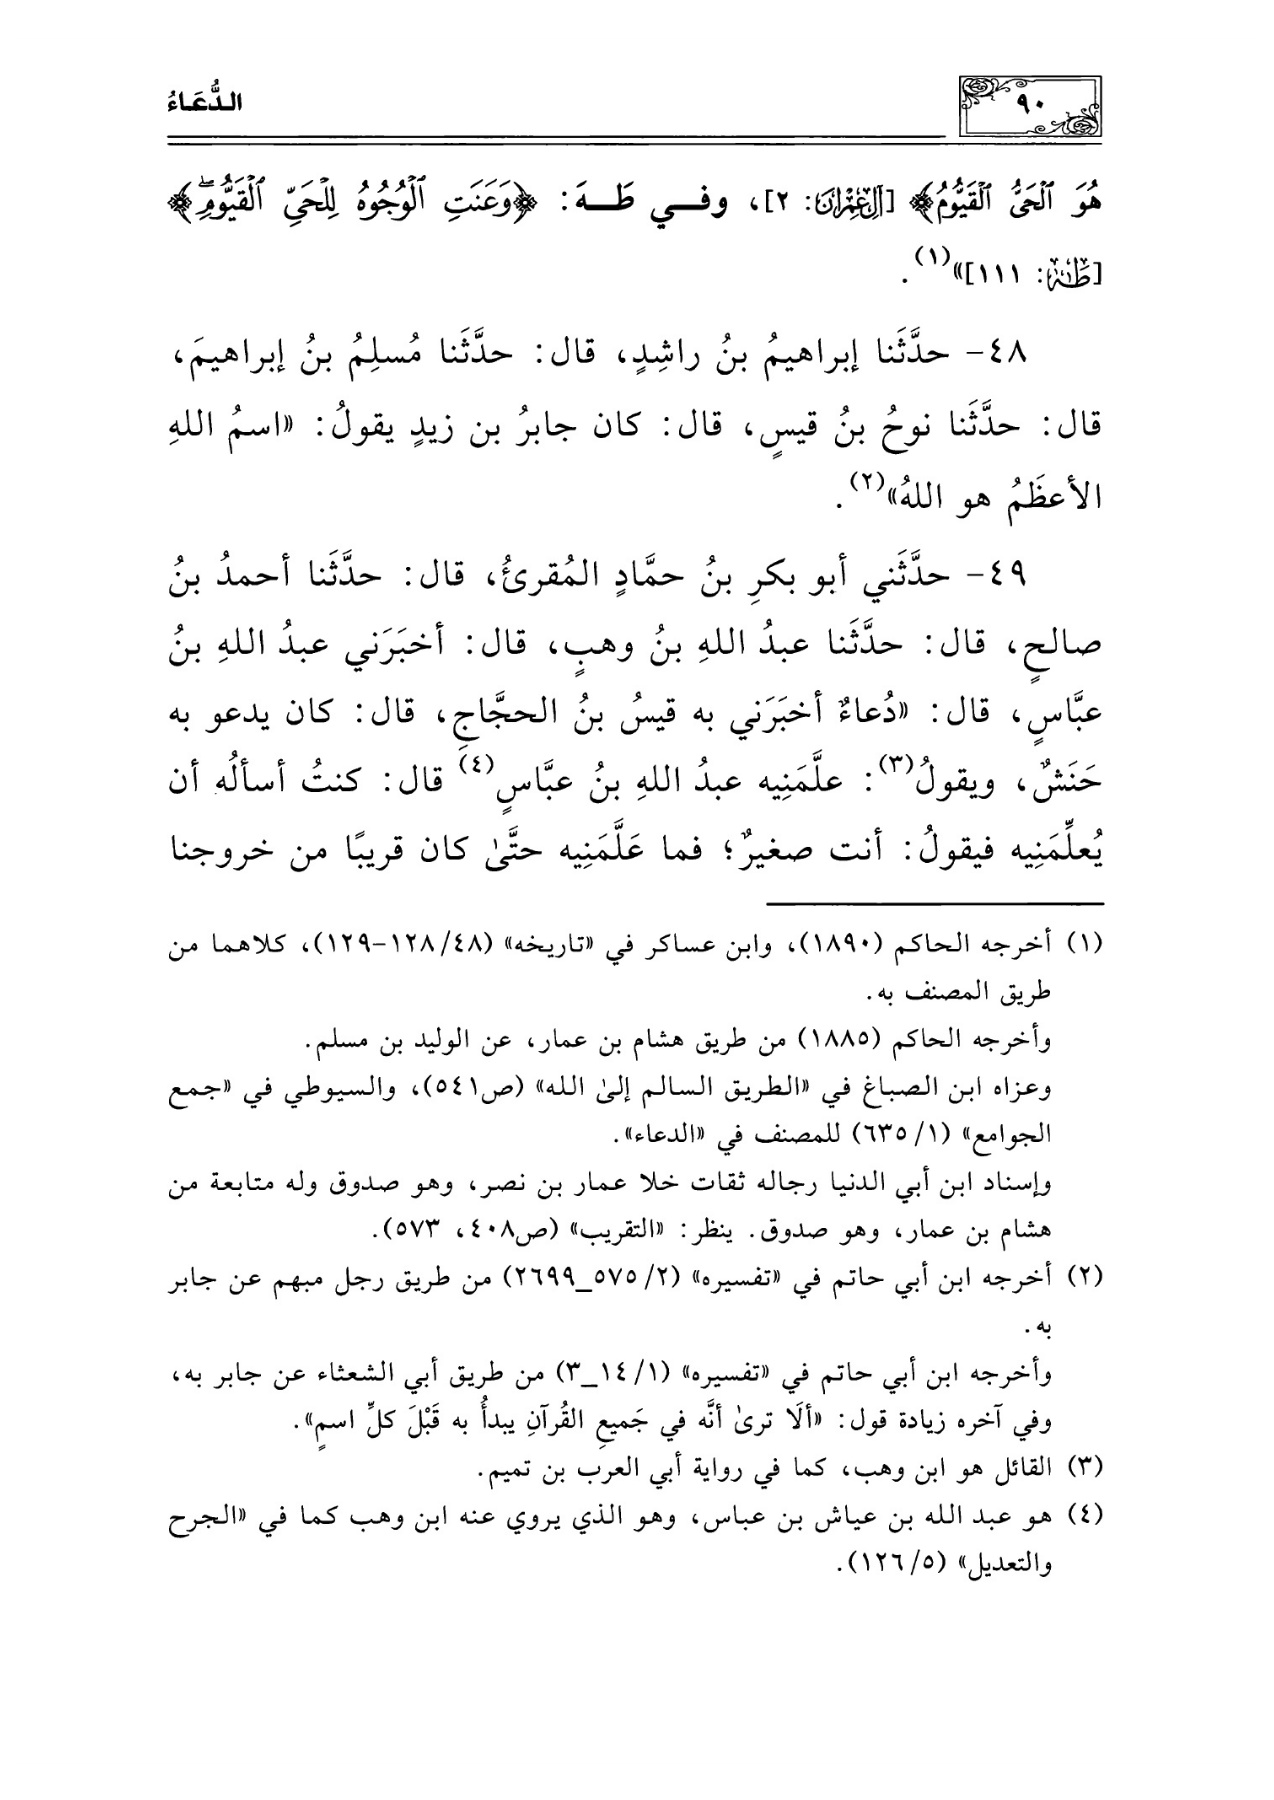 ٩٠
الدُّعَاءُ
هُوَ ٱلْحَىُّ ٱلْقَيُّومُ﴾ [آل عِمْرَان: ٢]، وفي طَهَ: ﴿وَعَنَتِ ٱلْوُجُوهُ لِلْحَىِّ ٱلْقَيُّومِۖ﴾
[طَهٰ: ١١١]»(١).
٤٨- حدَّثَنا إبراهيمُ بنُ راشِدٍ، قال: حدَّثَنا مُسلِمُ بنُ إبراهيمَ،
قال: حدَّثَنا نوحُ بنُ قيسٍ، قال: كان جابرُ بن زيدٍ يقولُ: «اسمُ اللهِ
الأعظَمُ هو اللهُ»(٢).
٤٩- حدَّثَني أبو بكرِ بنُ حمَّادٍ المُقرئُ، قال: حدَّثَنا أحمدُ بنُ
صالحٍ، قال: حدَّثَنا عبدُ اللهِ بنُ وهبٍ، قال: أخبَرَني عبدُ اللهِ بنُ
عبَّاسٍ، قال: «دُعاءٌ أخبَرَني به قيسُ بنُ الحجَّاجِ، قال: كان يدعو به
حَنَشٌ، ويقولُ(٣): علَّمَنِيه عبدُ اللهِ بنُ عبَّاسٍ(٤) قال: كنتُ أسألُه أن
يُعلِّمَنِيه فيقولُ: أنت صغيرٌ؛ فما عَلَّمَنِيه حتَّىٰ كان قريبًا من خروجنا
(١) أخرجه الحاكم (١٨٩٠)، وابن عساكر في «تاريخه» (٤٨/ ١٢٨-١٢٩)، كلاهما من
طريق المصنف به.
وأخرجه الحاكم (١٨٨٥) من طريق هشام بن عمار، عن الوليد بن مسلم.
وعزاه ابن الصباغ في «الطريق السالم إلىٰ الله» (ص٥٤١)، والسيوطي في «جمع
الجوامع» (١/ ٦٣٥) للمصنف في «الدعاء».
وإسناد ابن أبي الدنيا رجاله ثقات خلا عمار بن نصر، وهو صدوق وله متابعة من
هشام بن عمار، وهو صدوق. ينظر: «التقريب» (ص٤٠٨، ٥٧٣).
(٢) أخرجه ابن أبي حاتم في «تفسيره» (٢/ ٥٧٥_٢٦٩٩) من طريق رجل مبهم عن جابر
به.
وأخرجه ابن أبي حاتم في «تفسيره» (١/ ١٤_٣) من طريق أبي الشعثاء عن جابر به،
وفي آخره زيادة قول: «ألَا ترىٰ أنَّه في جَميعِ القُرآنِ يبدأُ به قَبْلَ كلِّ اسمٍ».
(٣) القائل هو ابن وهب، كما في رواية أبي العرب بن تميم.
(٤) هو عبد الله بن عياش بن عباس، وهو الذي يروي عنه ابن وهب كما في «الجرح
والتعديل» (٥/ ١٢٦).